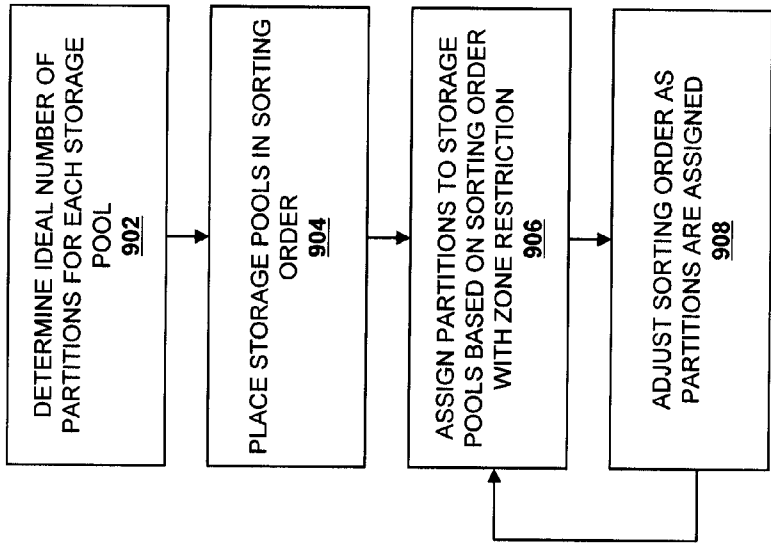 DETERMINE IDEAL NUMBER OF
PARTITIONS FOR EACH STORAGE
POOL
902
PLACE STORAGE POOLS IN SORTING
ORDER
904
ASSIGN PARTITIONS TO STORAGE
POOLS BASED ON SORTING ORDER
WITH ZONE RESTRICTION
906
ADJUST SORTING ORDER AS
PARTITIONS ARE ASSIGNED
908